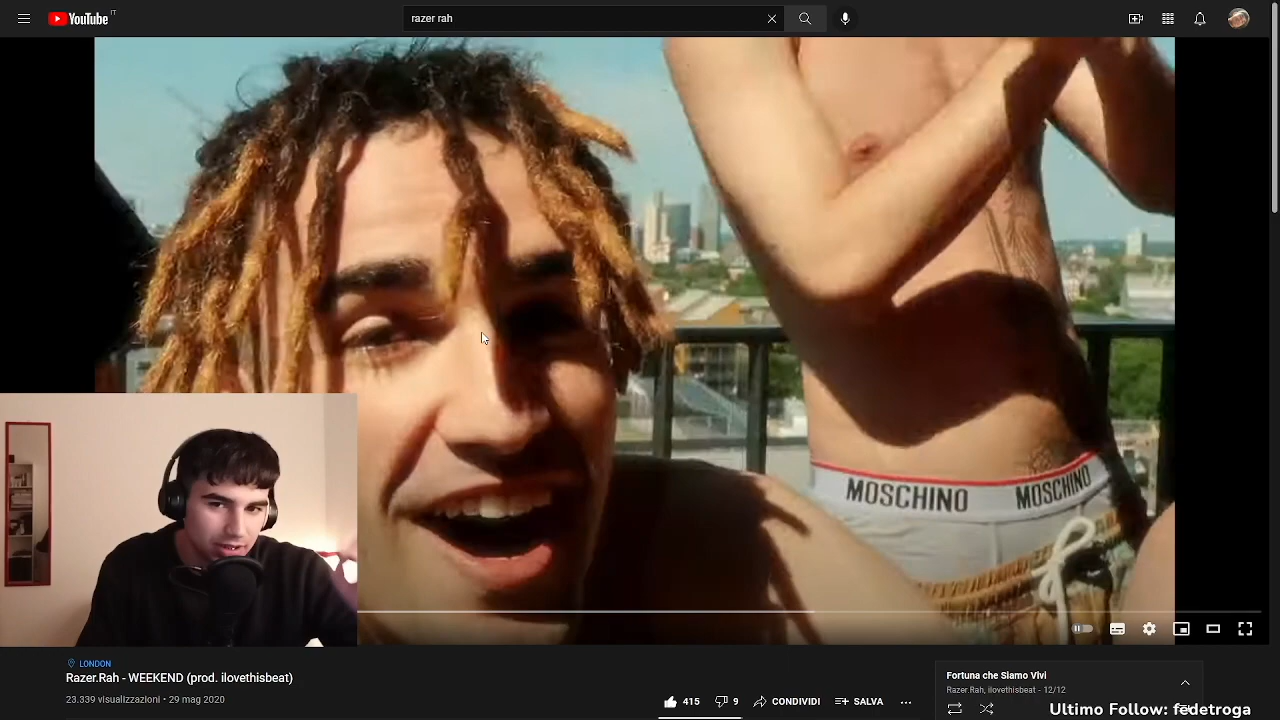 YouTube IT
razer rah
MOSCHINO MOSCHINO
LONDON
Razer.Rah - WEEKEND (prod. ilovethisbeat)
23.339 visualizzazioni • 29 mag 2020
415
9
CONDIVIDI
SALVA
Fortuna che Siamo Vivi
Razer.Rah, ilovethisbeat - 12/12
Ultimo Follow: fedetroga